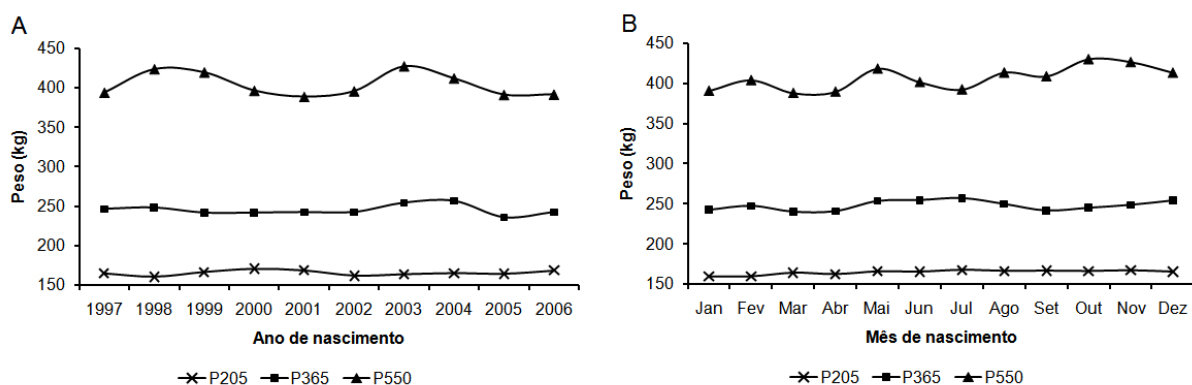 A
450
400
350
300
250
200
150
Peso (kg)
1997 1998 1999 2000 2001 2002 2003 2004 2005 2006
Ano de nascimento
P205 P365 P550
B
450
400
350
300
250
200
150
Peso (kg)
Jan Fev Mar Abr Mai Jun Jul Ago Set Out Nov Dez
Mês de nascimento
P205 P365 P550